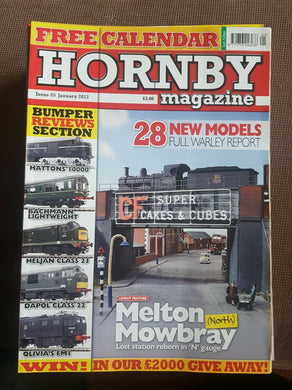 FREE CALENDAR
HORNBY
magazine
Issue 55 January 2012
£3.60
BUMPER
REVIEWS
SECTION
HATTONS 10000
BACHMANN
LIGHTWEIGHT
HELJAN CLASS 23
DAPOL CLASS 22
OLIVIA'S EM1
28 NEW MODELS
FULL WARLEY REPORT
CF SUPER
CAKES & CUBES
LAYOUT FEATURE
Melton
Mowbray (North)
Lost station reborn in 'N' gauge
WIN! IN OUR £2000 GIVE AWAY!